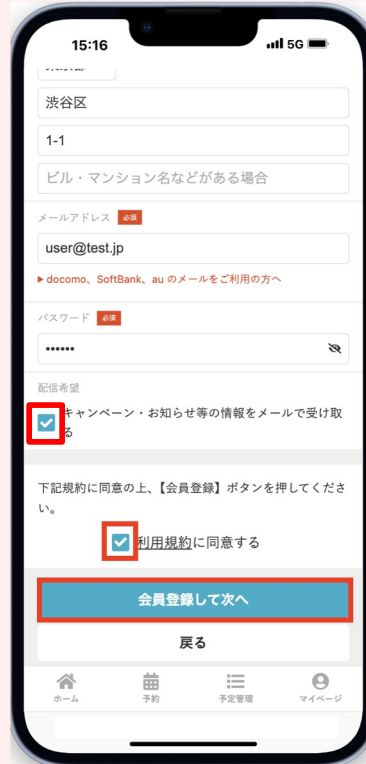 15:16
5G
渋谷区
1-1
ビル・マンション名などがある場合
メールアドレス 必須
user@test.jp
▶docomo、SoftBank、au のメールをご利用の方へ
パスワード 必須
••••••
配信希望
キャンペーン・お知らせ等の情報をメールで受け取
る
下記規約に同意の上、【会員登録】ボタンを押してくださ
い。
利用規約に同意する
会員登録して次へ
戻る
ホーム 予約 予定管理 マイページ